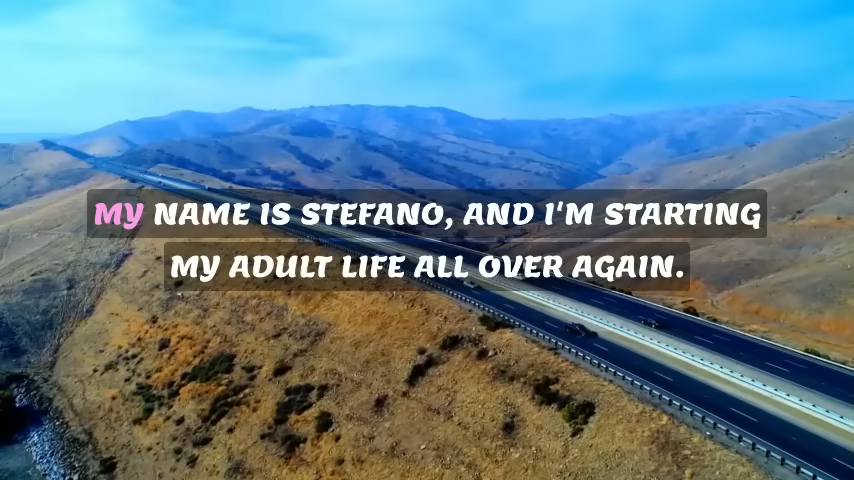 MY NAME IS STEFANO, AND I'M STARTING
MY ADULT LIFE ALL OVER AGAIN.